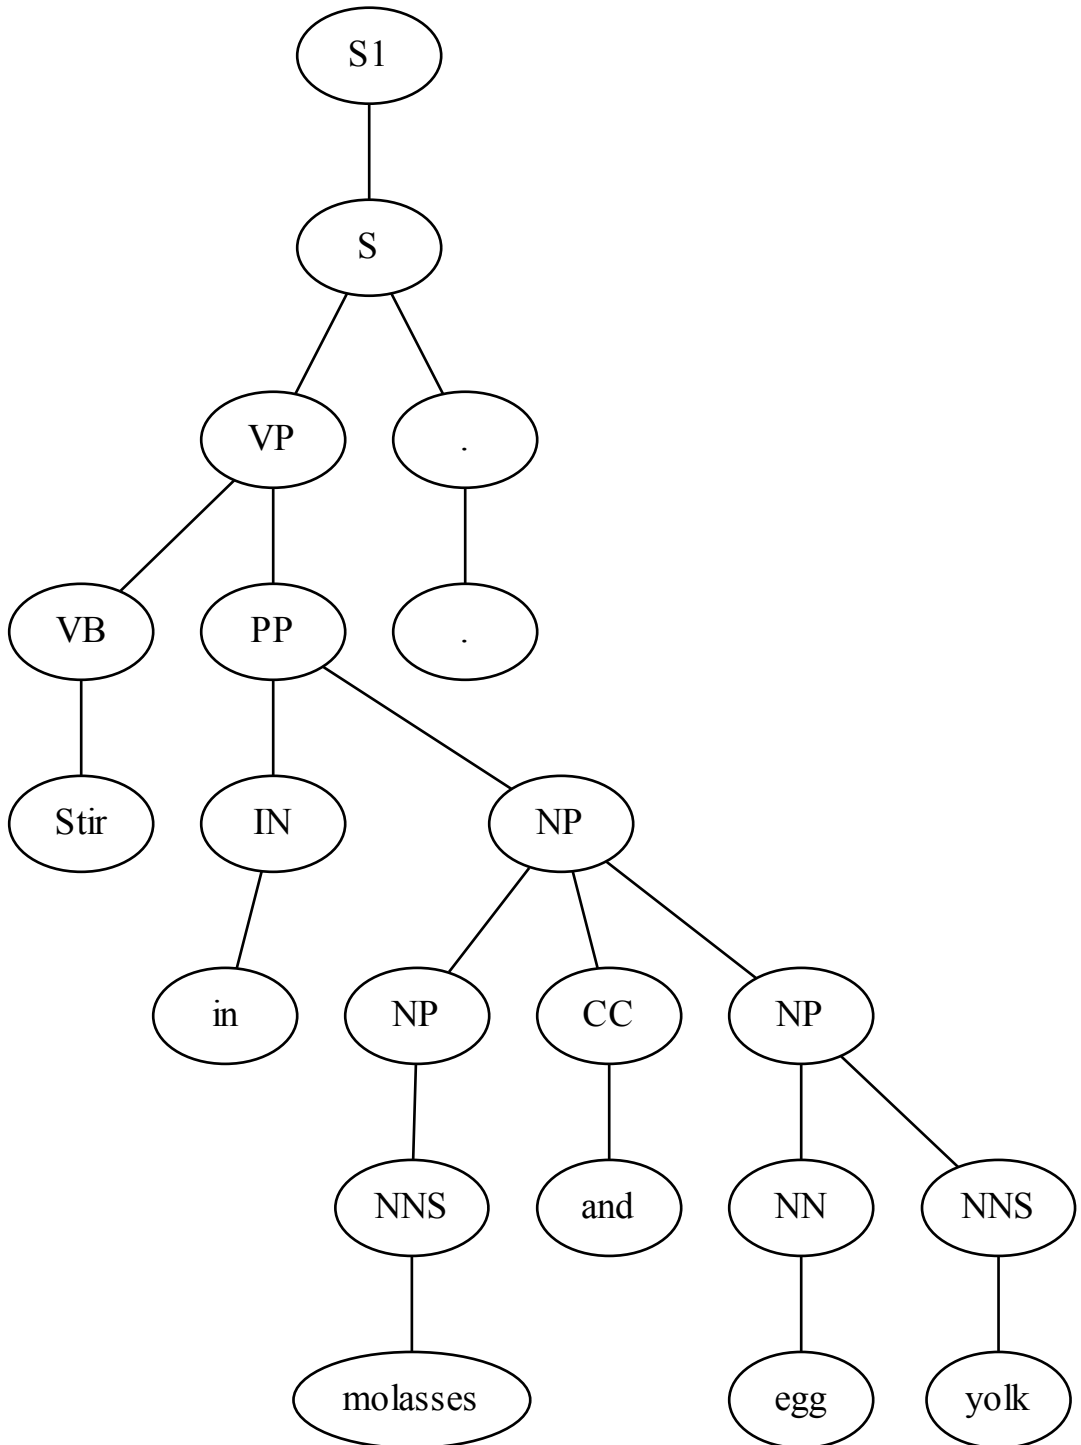 S1
S
VP .
VB PP .
Stir IN NP
in NP CC NP
NNS and NN NNS
molasses egg yolk